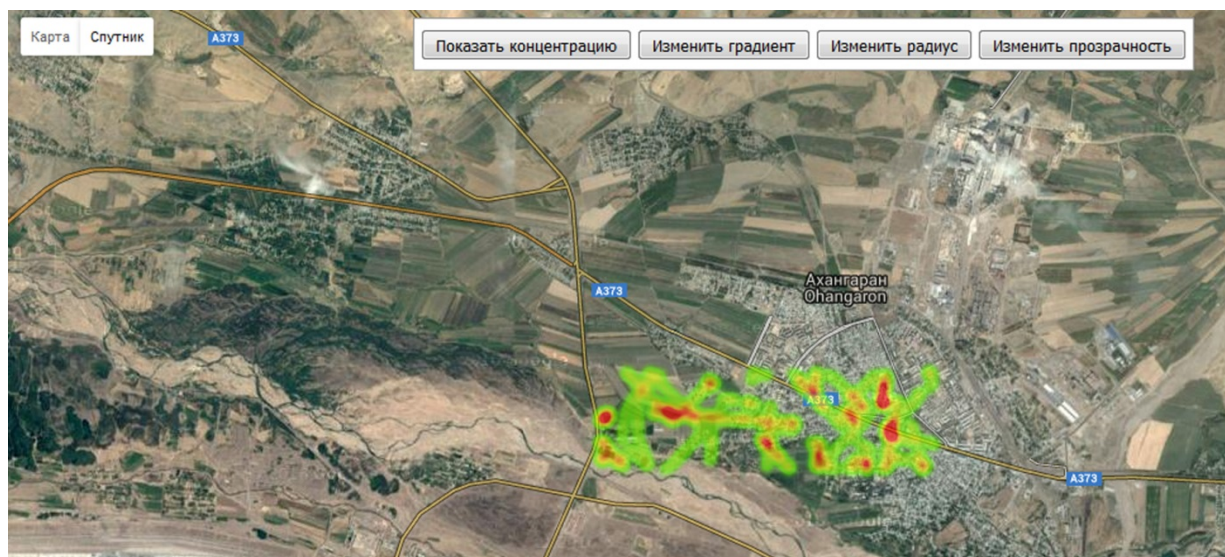 Карта Спутник
Показать концентрацию Изменить градиент Изменить радиус Изменить прозрачность
A373
A373
Ахангаран
Ohangaron
A373
A373